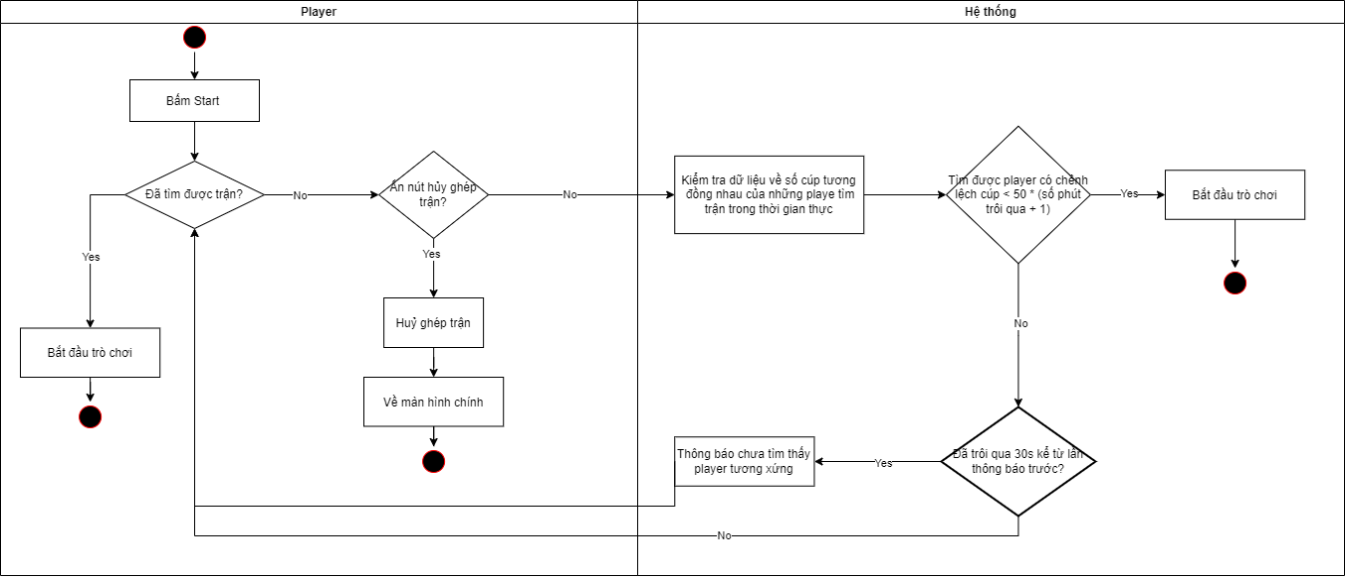 Player
Hệ thống
Bấm Start
Đã tìm được trận?
No
Ấn nút hủy ghép
trận?
No
Kiểm tra dữ liệu về số cúp tương
đồng nhau của những playe tìm
trận trong thời gian thực
Tìm được player có chênh
lệch cúp < 50 * (số phút
trôi qua + 1)
Yes
Bắt đầu trò chơi
Yes
Yes
Huỷ ghép trận
No
Bắt đầu trò chơi
Về màn hình chính
Thông báo chưa tìm thấy
player tương xứng
Yes
Đã trôi qua 30s kể từ lần
thông báo trước?
No